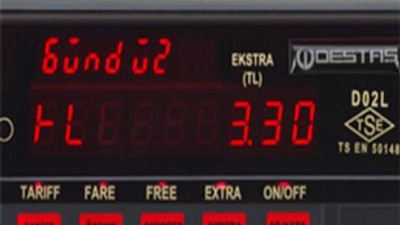 Gündüz
EKSTRA
(TL)
DESTAŞ
tL 3.30
D02L
TSE
TS EN 50148
TARIFF FARE FREE EXTRA ON/OFF